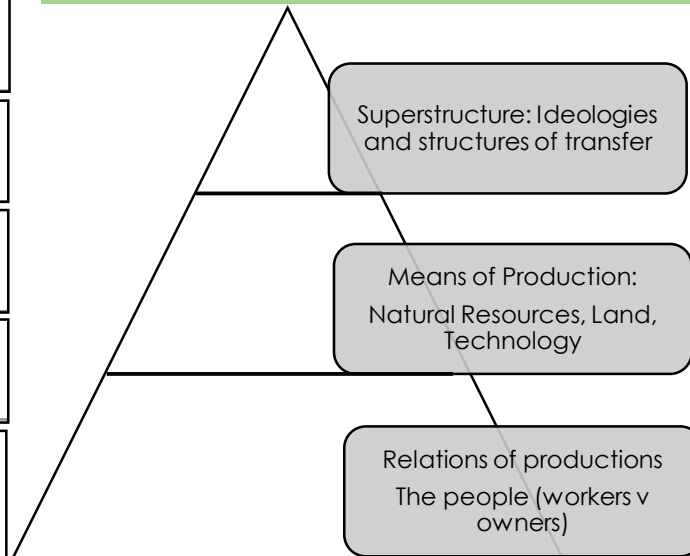 Superstructure: Ideologies
and structures of transfer
Means of Production:
Natural Resources, Land,
Technology
Relations of productions
The people (workers v
owners)